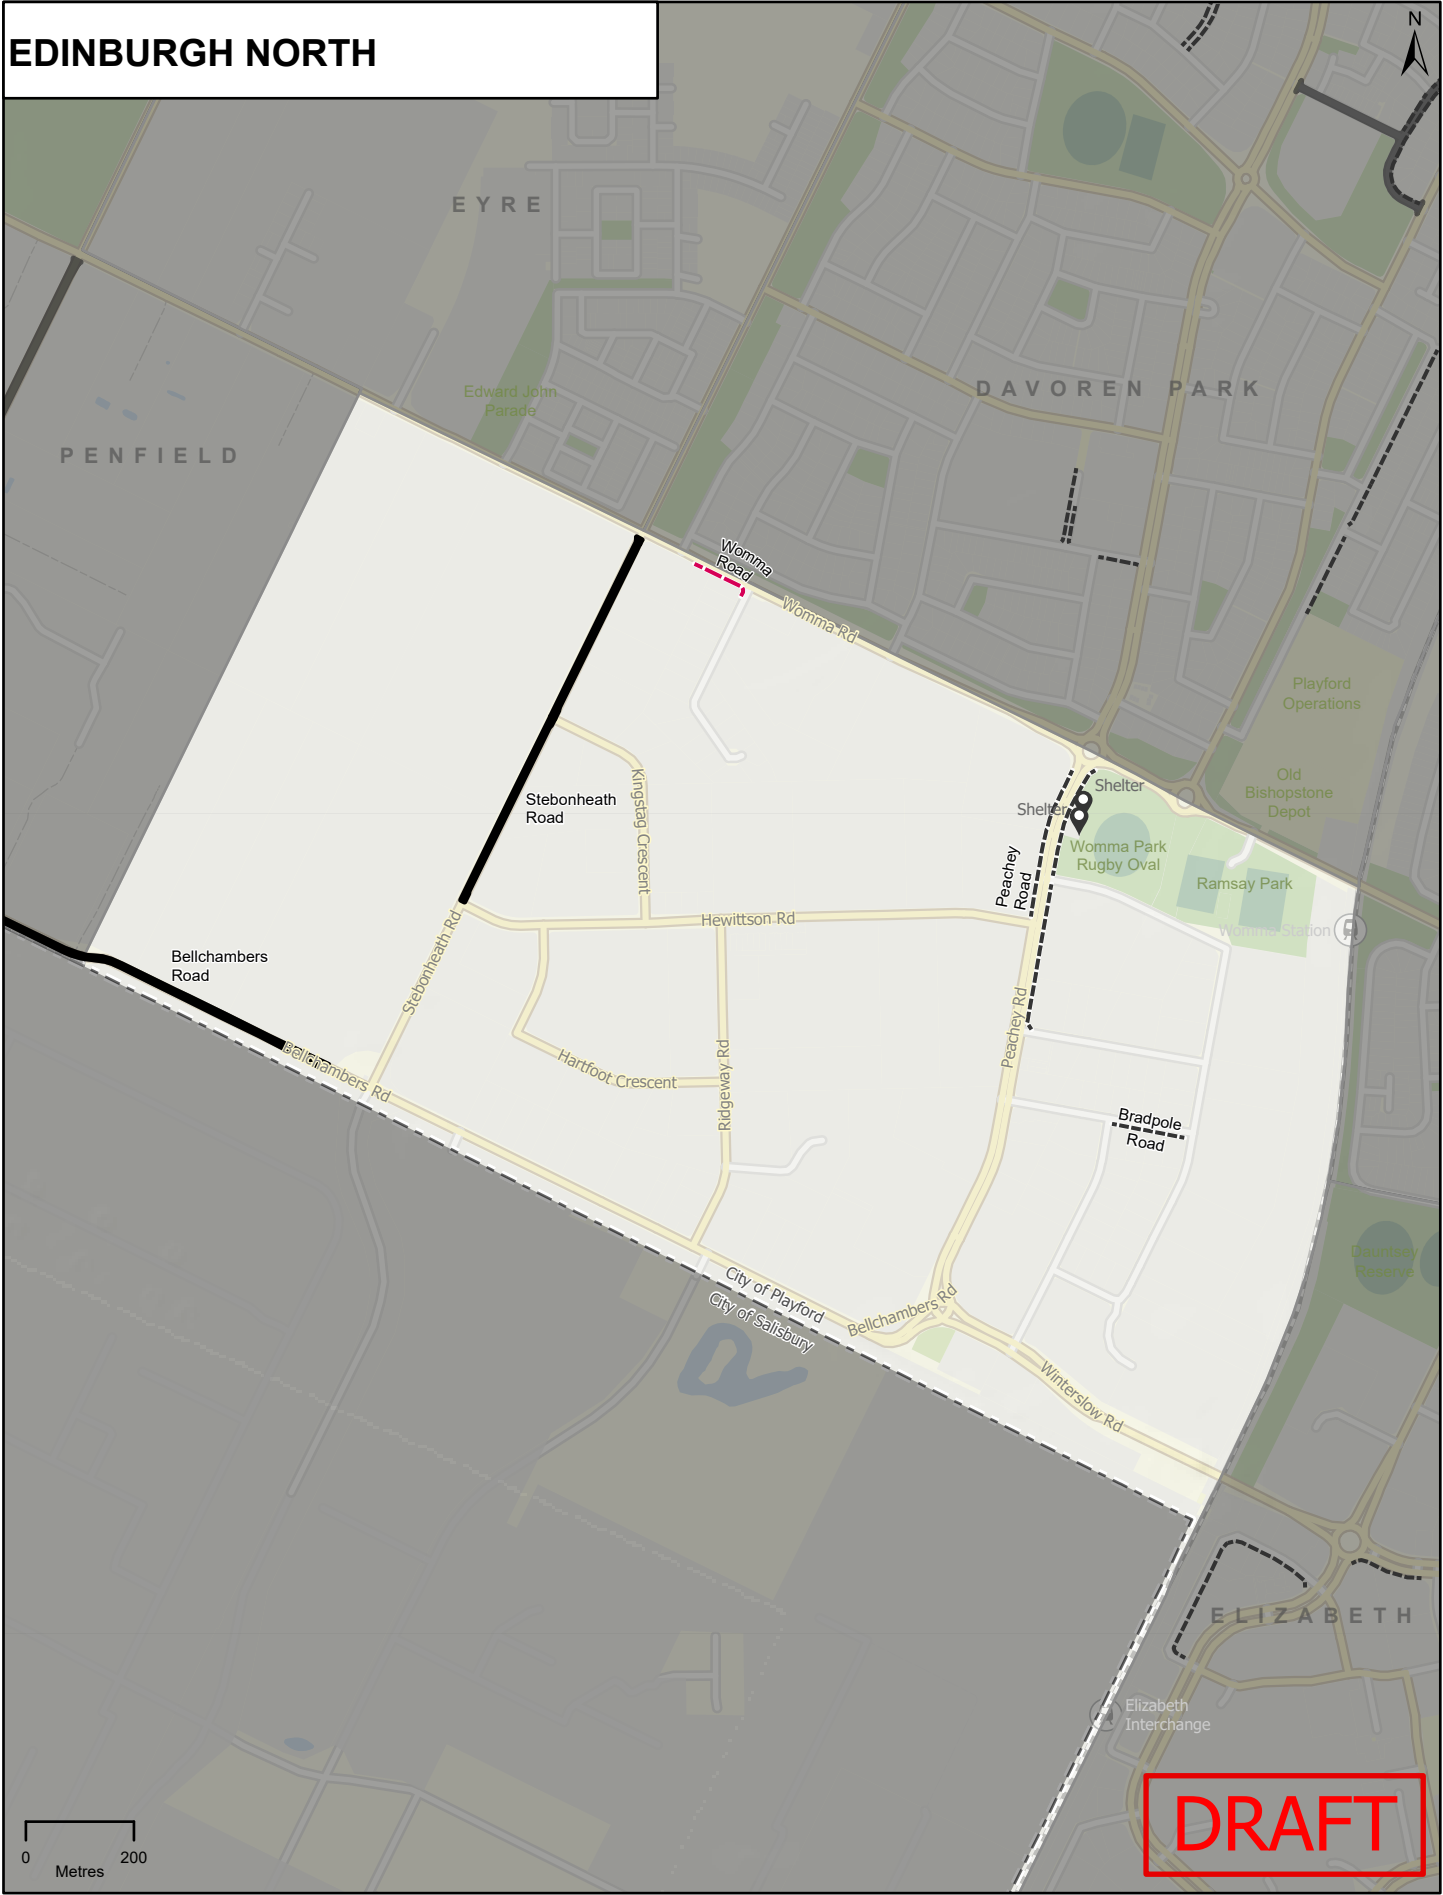 EDINBURGH NORTH
N
EYRE
DAVOREN PARK
Edward John
Parade
PENFIELD
Womma
Road
Womma Rd
Playford
Operations
Old
Bishopstone
Depot
Shelter
Shelter
Kingstag Crescent
Stebonheath
Road
Womma Park
Rugby Oval
Ramsay Park
Peachey
Road
Hewittson Rd
Womma Station
Stebonheath Rd
Bellchambers
Road
Peachey Rd
Bellchambers Rd
Hartfoot Crescent
Ridgeway Rd
Bradpole
Road
Dauntsey
Reserve
City of Playford
City of Salisbury
Bellchambers Rd
Winterslow Rd
ELIZABETH
Elizabeth
Interchange
DRAFT
0 200
Metres